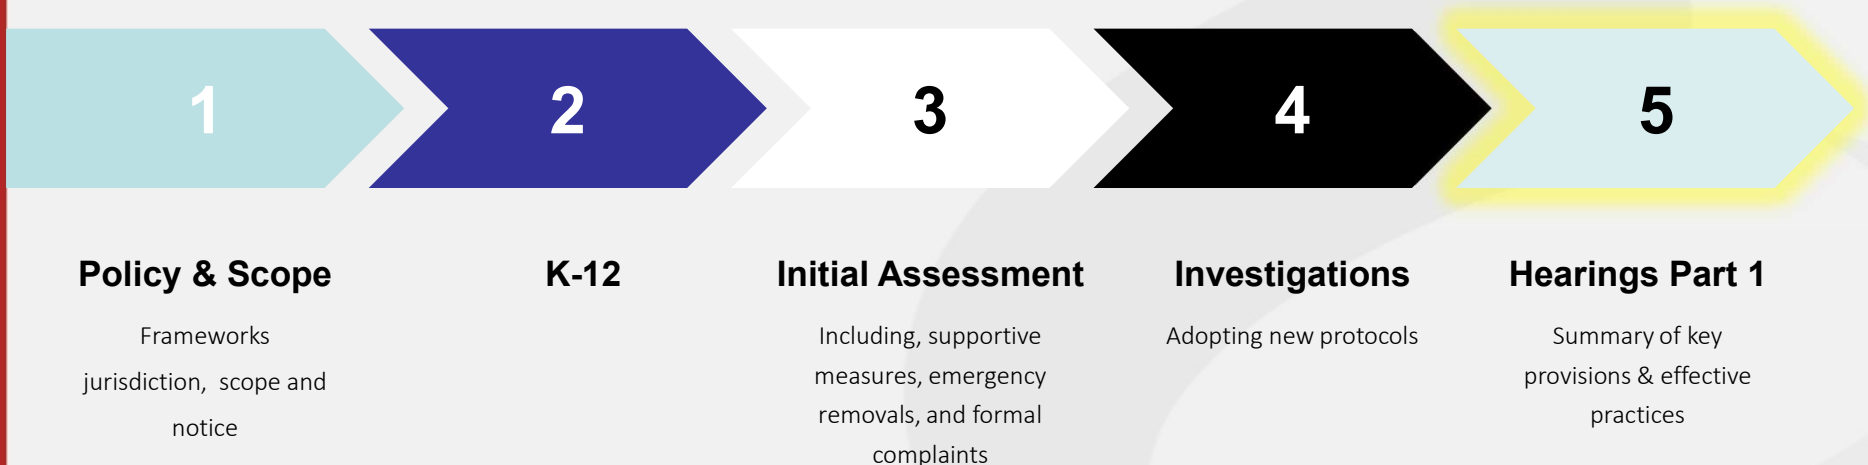 1
2
3
4
5
Policy & Scope
Frameworks
jurisdiction, scope and
notice
K-12
Initial Assessment
Including, supportive
measures, emergency
removals, and formal
complaints
Investigations
Adopting new protocols
Hearings Part 1
Summary of key
provisions & effective
practices